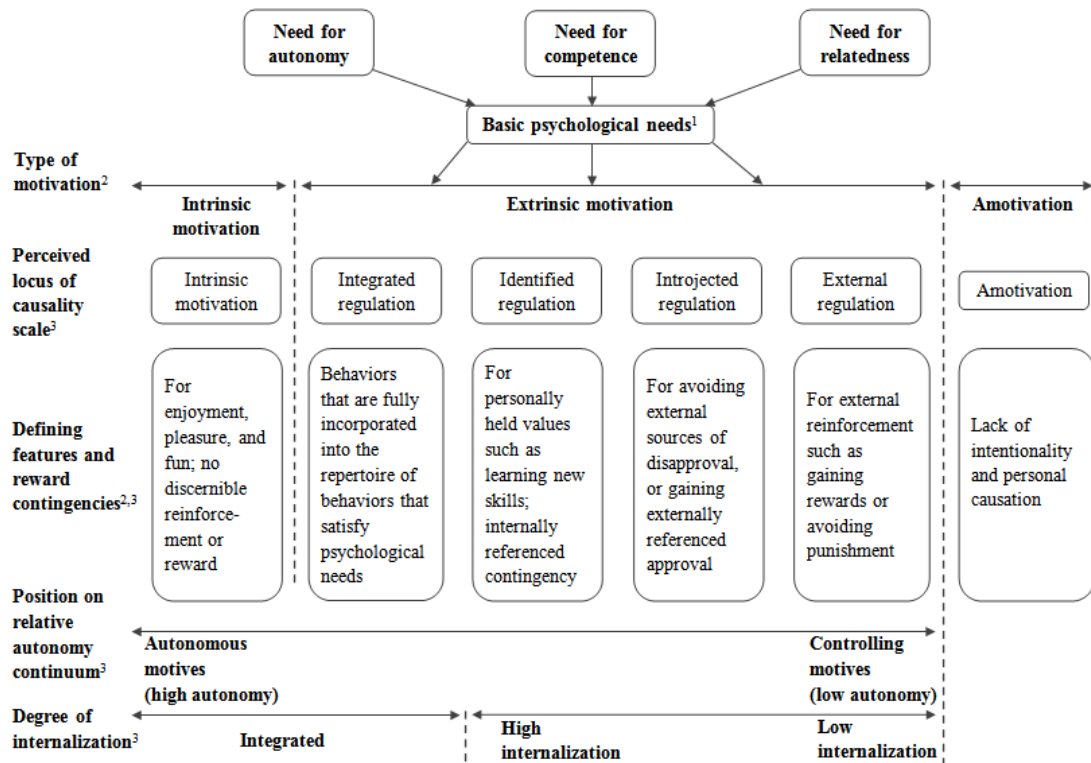 Need for
autonomy
Need for
competence
Need for
relatedness
Basic psychological needs1
Type of
motivation2
Intrinsic
motivation
Extrinsic motivation
Amotivation
Perceived
locus of
causality
scale3
Intrinsic
motivation
Integrated
regulation
Identified
regulation
Introjected
regulation
External
regulation
Amotivation
Defining
features and
reward
contingencies2,3
For
enjoyment,
pleasure, and
fun; no
discernible
reinforce-
ment or
reward
Behaviors
that are fully
incorporated
into the
repertoire of
behaviors that
satisfy
psychological
needs
For
personally
held values
such as
learning new
skills;
internally
referenced
contingency
For avoiding
external
sources of
disapproval,
or gaining
externally
referenced
approval
For external
reinforcement
such as
gaining
rewards or
avoiding
punishment
Lack of
intentionality
and personal
causation
Position on
relative
autonomy
continuum3
Autonomous
motives
(high autonomy)
Controlling
motives
(low autonomy)
Degree of
internalization3
Integrated
High
internalization
Low
internalization